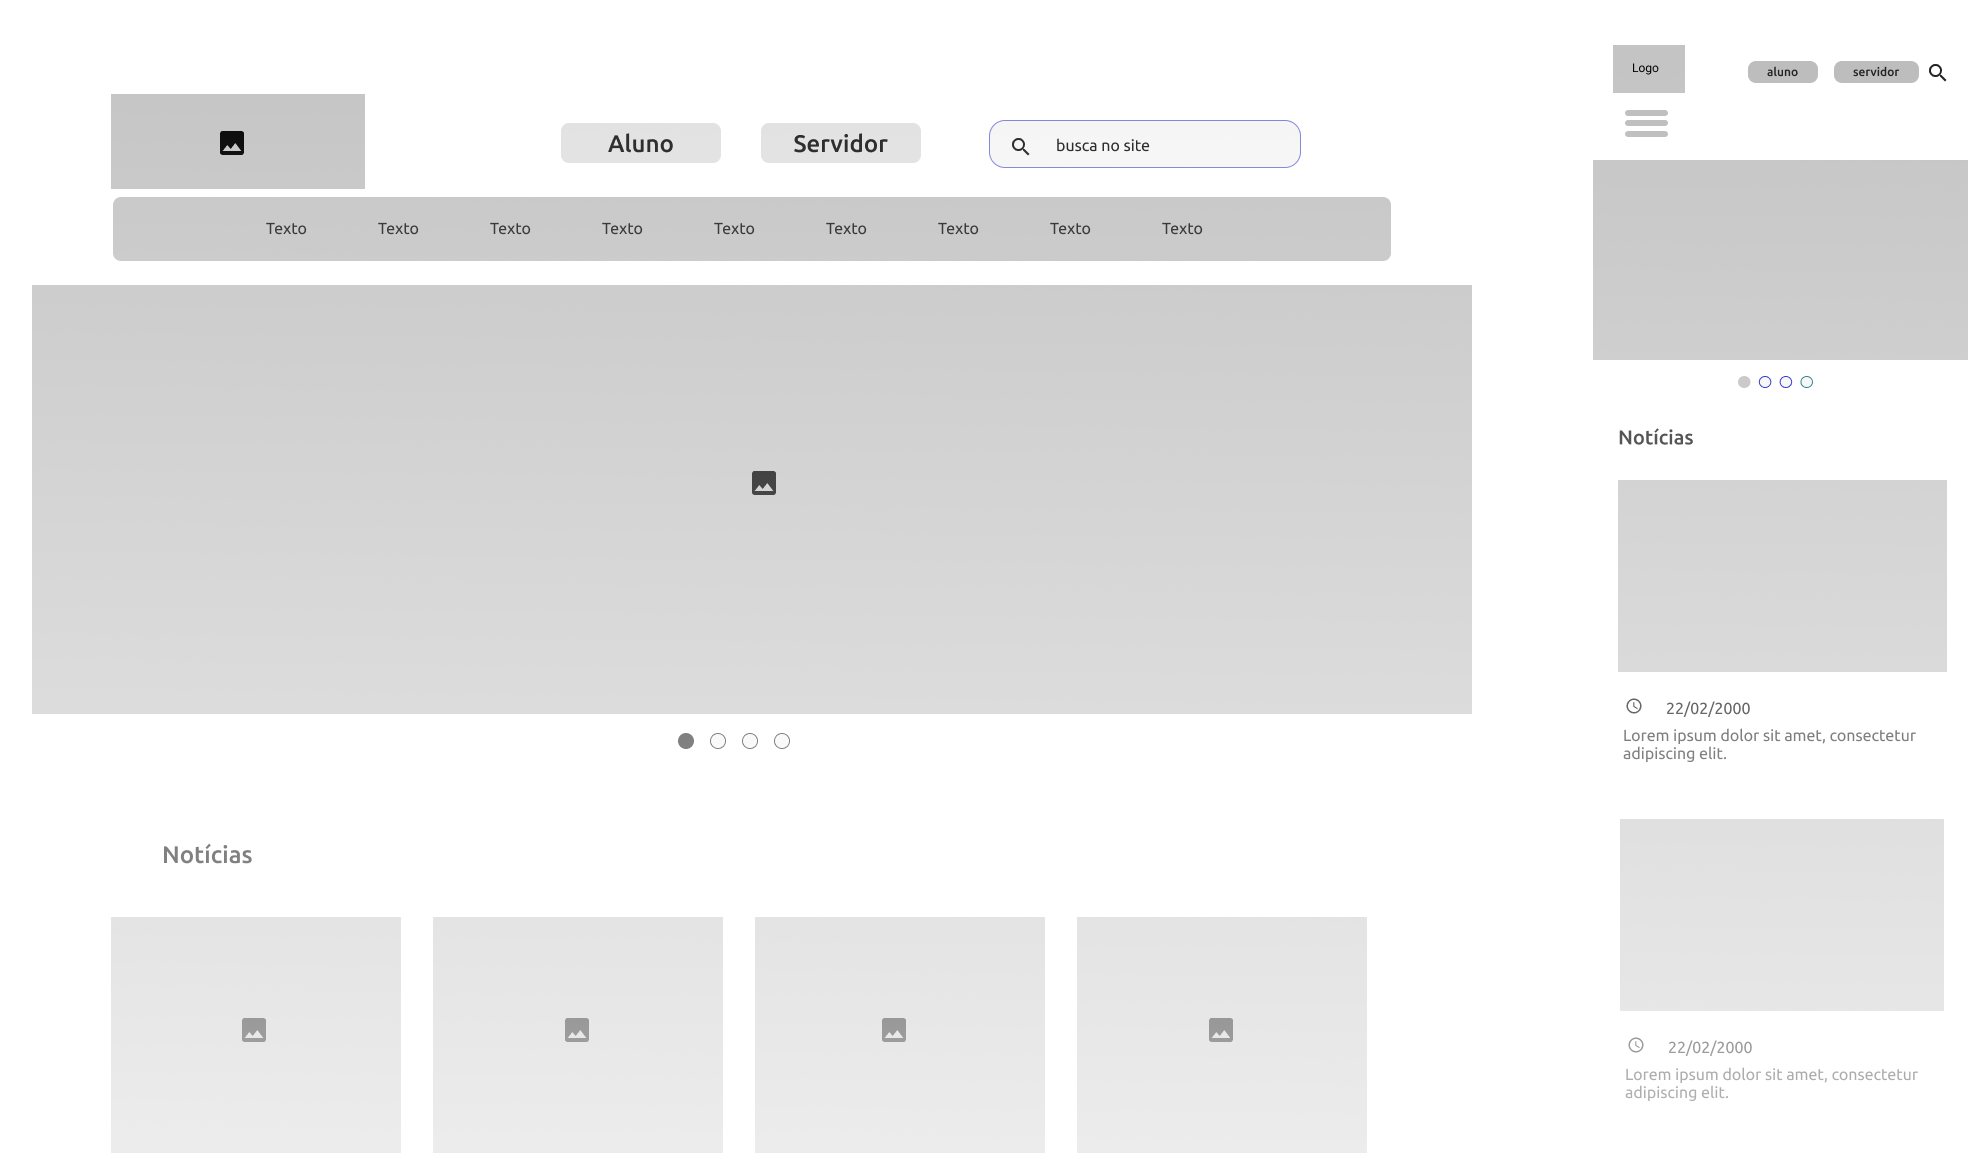 Aluno
Servidor
busca no site
Texto Texto Texto Texto Texto Texto Texto Texto Texto
Notícias
Logo
aluno
servidor
Notícias
22/02/2000
Lorem ipsum dolor sit amet, consectetur
adipiscing elit.
22/02/2000
Lorem ipsum dolor sit amet, consectetur
adipiscing elit.